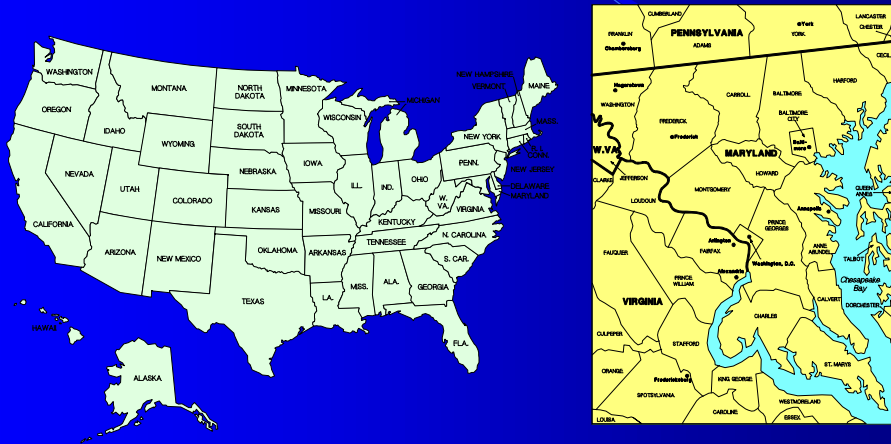 WASHINGTON
MONTANA
NORTH
DAKOTA
MINNESOTA
NEW HAMPSHIRE
VERMONT
MAINE
MICHIGAN
OREGON
IDAHO
SOUTH
DAKOTA
WISCONSIN
MASS.
WYOMING
NEW YORK
R.I.
CONN.
NEVADA
UTAH
NEBRASKA
IOWA
PENN.
NEW JERSEY
ILL.
IND.
OHIO
DELAWARE
MARYLAND
COLORADO
KANSAS
MISSOURI
W.
VA.
VIRGINIA
CALIFORNIA
KENTUCKY
ARIZONA
NEW MEXICO
OKLAHOMA
ARKANSAS
TENNESSEE
N. CAROLINA
S. CAR.
TEXAS
LA.
MISS.
ALA.
GEORGIA
HAWAII
FLA.
ALASKA
CUMBERLAND
LANCASTER
FRANKLIN
PENNSYLVANIA
York
YORK
CHESTER
Chambersburg
ADAMS
CECIL
Hagerstown
HARFORD
WASHINGTON
CARROLL
BALTIMORE
FREDERICK
BALTIMORE
CITY
Frederick
Balti-
more
W.VA
MARYLAND
CLARKE
JEFFERSON
HOWARD
LOUDOUN
MONTGOMERY
QUEEN
ANNES
Annapolis
PRINCE
GEORGES
Arlington
FAIRFAX
FAUQUIER
ANNE
ARUNDEL
TALBOT
Washington, D.C.
Alexandria
PRINCE
WILLIAM
Chesapeake
Bay
VIRGINIA
CALVERT
DORCHESTER
CHARLES
CULPEPER
STAFFORD
ORANGE
ST. MARYS
Fredericksburg
KING GEORGE
SPOTSYLVANIA
WESTMORELAND
CAROLINE
ESSEX
LOUISA